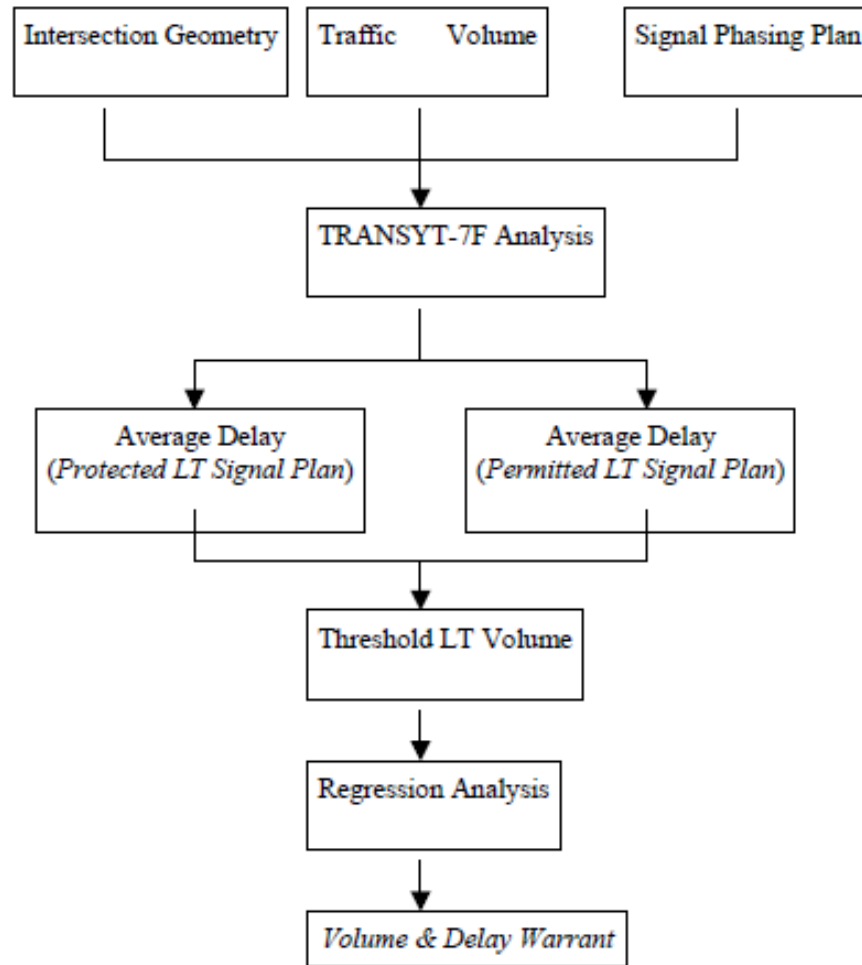 Intersection Geometry
Traffic Volume
Signal Phasing Plan
TRANSYT-7F Analysis
Average Delay
(Protected LT Signal Plan)
Average Delay
(Permitted LT Signal Plan)
Threshold LT Volume
Regression Analysis
Volume & Delay Warrant